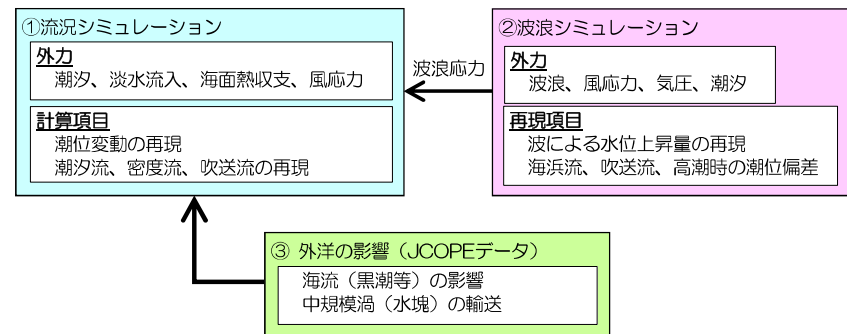 ①流況シミュレーション
外力
潮汐、淡水流入、海面熱収支、風応力
計算項目
潮位変動の再現
潮汐流、密度流、吹送流の再現
波浪応力
②波浪シミュレーション
外力
波浪、風応力、気圧、潮汐
再現項目
波による水位上昇量の再現
海浜流、吹送流、高潮時の潮位偏差
③ 外洋の影響（JCOPEデータ）
海流（黒潮等）の影響
中規模渦（水塊）の輸送